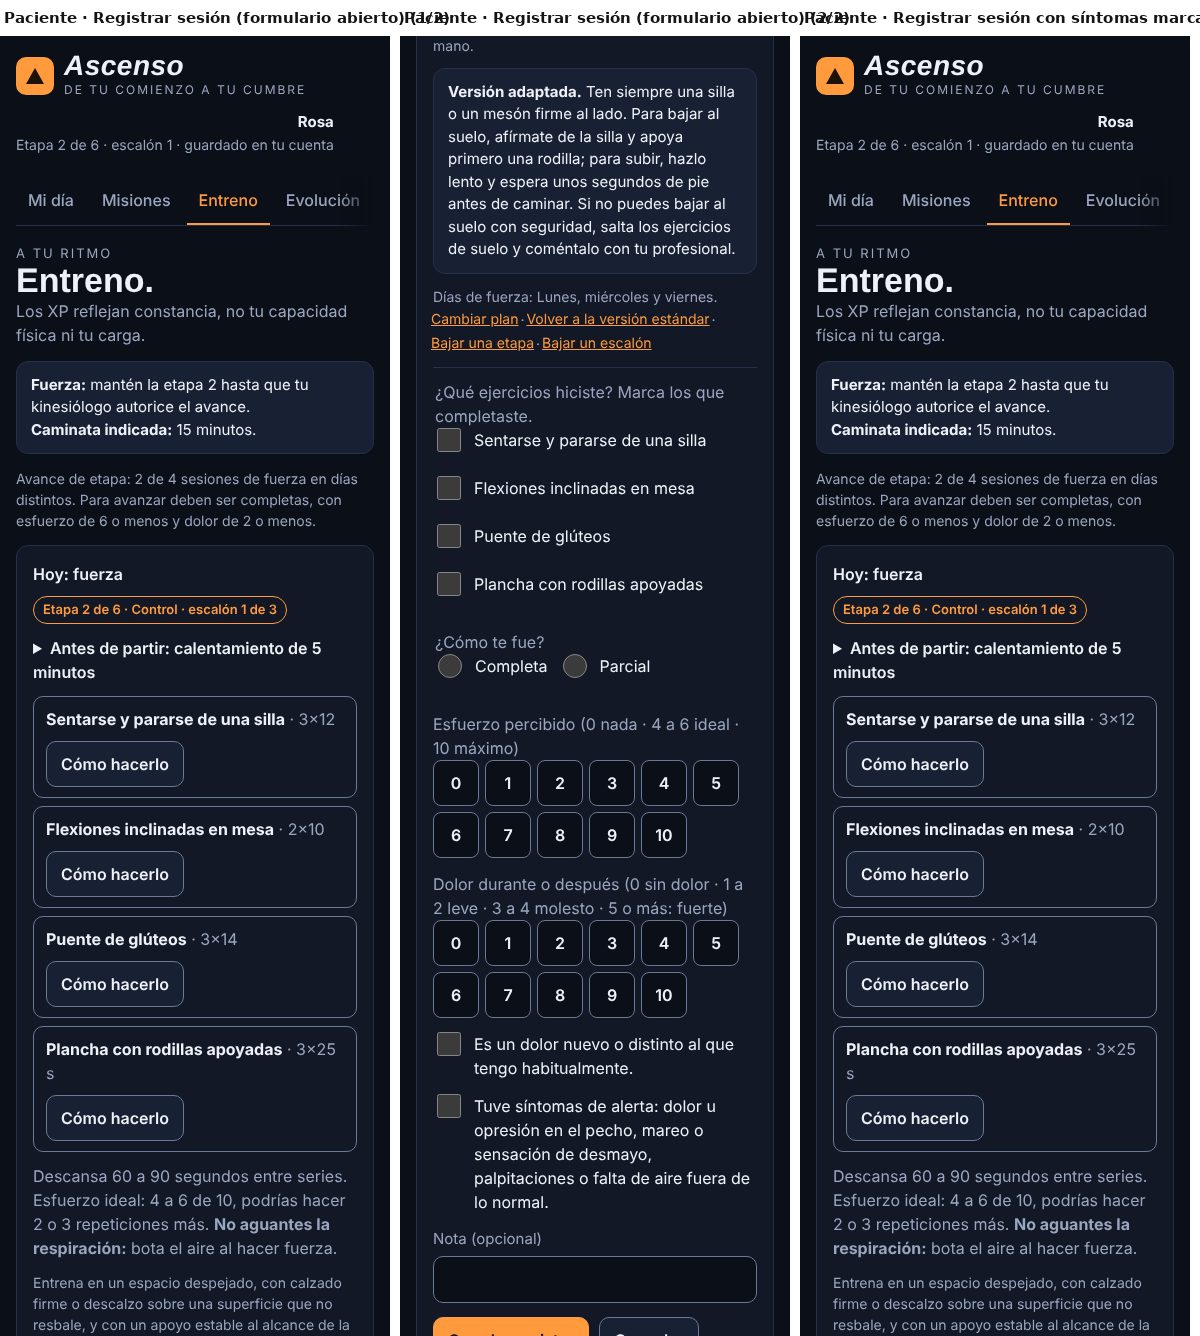 Paciente · Registrar sesión (formulario abierto) (1/2)
Ascenso
DE TU COMIENZO A TU CUMBRE
Rosa
Etapa 2 de 6 · escalón 1 · guardado en tu cuenta
Mi día Misiones Entreno Evolución
A TU RITMO
Entreno.
Los XP reflejan constancia, no tu capacidad
física ni tu carga.
Fuerza: mantén la etapa 2 hasta que tu
kinesiólogo autorice el avance.
Caminata indicada: 15 minutos.
Avance de etapa: 2 de 4 sesiones de fuerza en días
distintos. Para avanzar deben ser completas, con
esfuerzo de 6 o menos y dolor de 2 o menos.
Hoy: fuerza
Etapa 2 de 6 · Control · escalón 1 de 3
Antes de partir: calentamiento de 5
minutos
Sentarse y pararse de una silla · 3×12
Cómo hacerlo
Flexiones inclinadas en mesa · 2×10
Cómo hacerlo
Puente de glúteos · 3×14
Cómo hacerlo
Plancha con rodillas apoyadas · 3×25
s
Cómo hacerlo
Descansa 60 a 90 segundos entre series.
Esfuerzo ideal: 4 a 6 de 10, podrías hacer
2 o 3 repeticiones más. No aguantes la
respiración: bota el aire al hacer fuerza.
Entrena en un espacio despejado, con calzado
firme o descalzo sobre una superficie que no
resbale, y con un apoyo estable al alcance de la
Paciente · Registrar sesión (formulario abierto) (2/2)
mano.
Versión adaptada. Ten siempre una silla
o un mesón firme al lado. Para bajar al
suelo, afírmate de la silla y apoya
primero una rodilla; para subir, hazlo
lento y espera unos segundos de pie
antes de caminar. Si no puedes bajar al
suelo con seguridad, salta los ejercicios
de suelo y coméntalo con tu profesional.
Días de fuerza: Lunes, miércoles y viernes.
Cambiar plan · Volver a la versión estándar ·
Bajar una etapa · Bajar un escalón
¿Qué ejercicios hiciste? Marca los que
completaste.
Sentarse y pararse de una silla
Flexiones inclinadas en mesa
Puente de glúteos
Plancha con rodillas apoyadas
¿Cómo te fue?
Completa Parcial
Esfuerzo percibido (0 nada · 4 a 6 ideal ·
10 máximo)
0 1 2 3 4 5
6 7 8 9 10
Dolor durante o después (0 sin dolor · 1 a
2 leve · 3 a 4 molesto · 5 o más: fuerte)
0 1 2 3 4 5
6 7 8 9 10
Es un dolor nuevo o distinto al que
tengo habitualmente.
Tuve síntomas de alerta: dolor u
opresión en el pecho, mareo o
sensación de desmayo,
palpitaciones o falta de aire fuera de
lo normal.
Nota (opcional)
Paciente · Registrar sesión con síntomas marca
Ascenso
DE TU COMIENZO A TU CUMBRE
Rosa
Etapa 2 de 6 · escalón 1 · guardado en tu cuenta
Mi día Misiones Entreno Evolución
A TU RITMO
Entreno.
Los XP reflejan constancia, no tu capacidad
física ni tu carga.
Fuerza: mantén la etapa 2 hasta que tu
kinesiólogo autorice el avance.
Caminata indicada: 15 minutos.
Avance de etapa: 2 de 4 sesiones de fuerza en días
distintos. Para avanzar deben ser completas, con
esfuerzo de 6 o menos y dolor de 2 o menos.
Hoy: fuerza
Etapa 2 de 6 · Control · escalón 1 de 3
Antes de partir: calentamiento de 5
minutos
Sentarse y pararse de una silla · 3×12
Cómo hacerlo
Flexiones inclinadas en mesa · 2×10
Cómo hacerlo
Puente de glúteos · 3×14
Cómo hacerlo
Plancha con rodillas apoyadas · 3×25
s
Cómo hacerlo
Descansa 60 a 90 segundos entre series.
Esfuerzo ideal: 4 a 6 de 10, podrías hacer
2 o 3 repeticiones más. No aguantes la
respiración: bota el aire al hacer fuerza.
Entrena en un espacio despejado, con calzado
firme o descalzo sobre una superficie que no
resbale, y con un apoyo estable al alcance de la